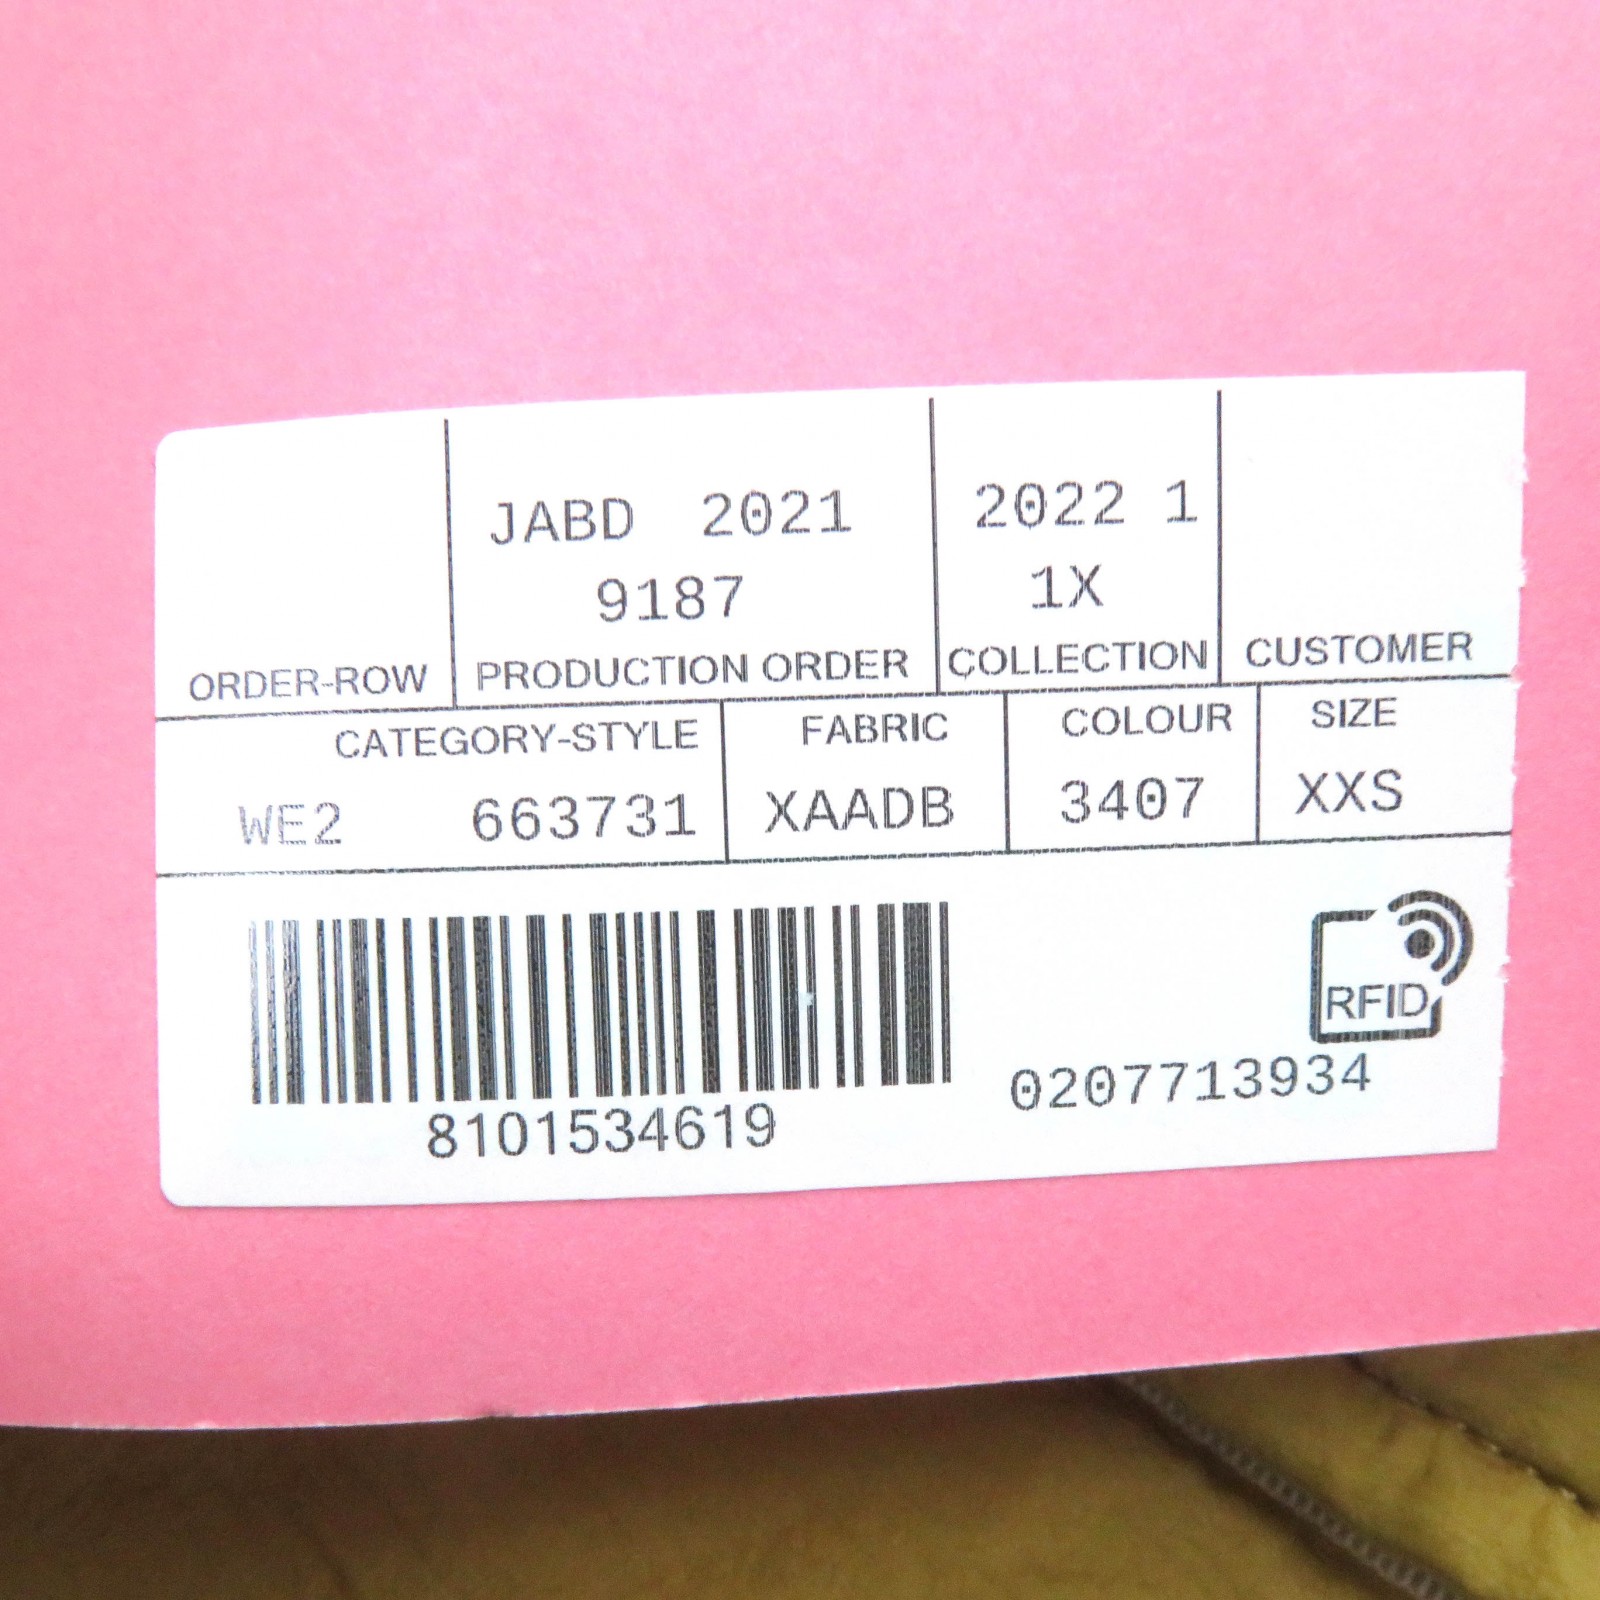 JABD 2021 2022 1
9187 1X
ORDER-ROW PRODUCTION ORDER COLLECTION CUSTOMER
CATEGORY-STYLE FABRIC COLOUR SIZE
WE2 663731 XAADB 3407 XXS
RFID
8101534619 0207713934